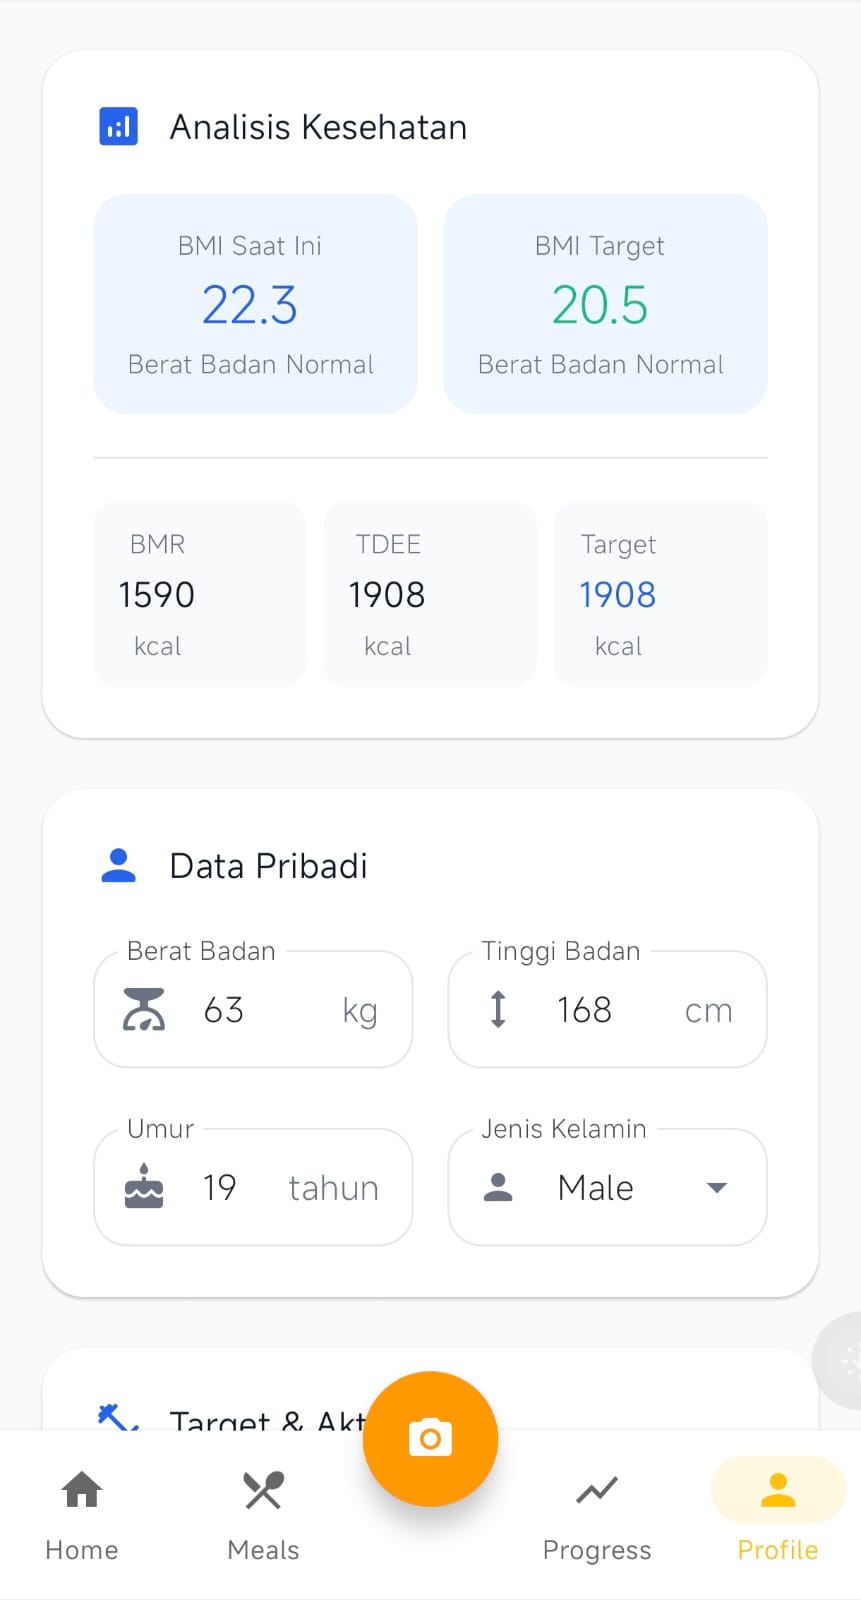 Analisis Kesehatan
BMI Saat Ini
22.3
Berat Badan Normal
BMI Target
20.5
Berat Badan Normal
BMR
1590
kcal
TDEE
1908
kcal
Target
1908
kcal
Data Pribadi
Berat Badan
63 kg
Tinggi Badan
168 cm
Umur
19 tahun
Jenis Kelamin
Male
Target & Akt
Home
Meals
Progress
Profile